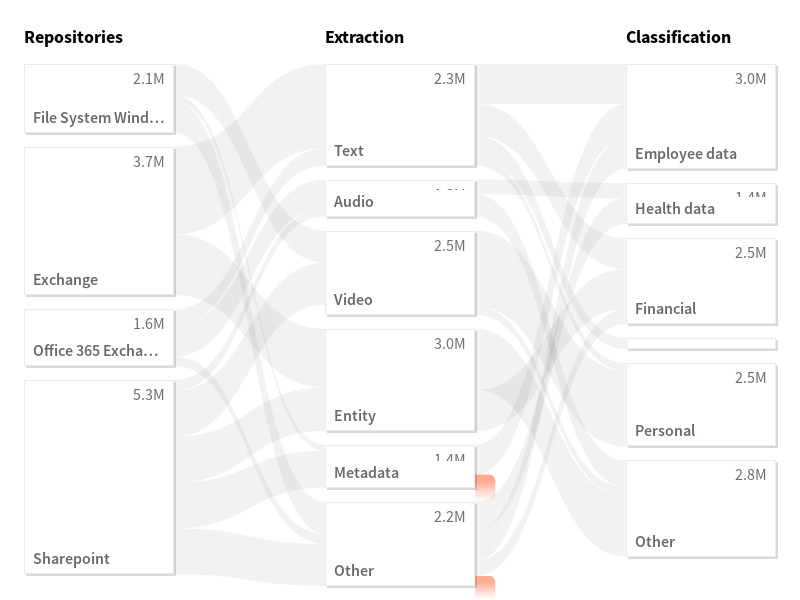 Repositories
Extraction
Classification
2.1M
File System Wind...
3.7M
Exchange
1.6M
Office 365 Excha...
5.3M
Sharepoint
2.3M
Text
Audio
2.5M
Video
3.0M
Entity
1.4M
Metadata
2.2M
Other
3.0M
Employee data
1.4M
Health data
2.5M
Financial
2.5M
Personal
2.8M
Other